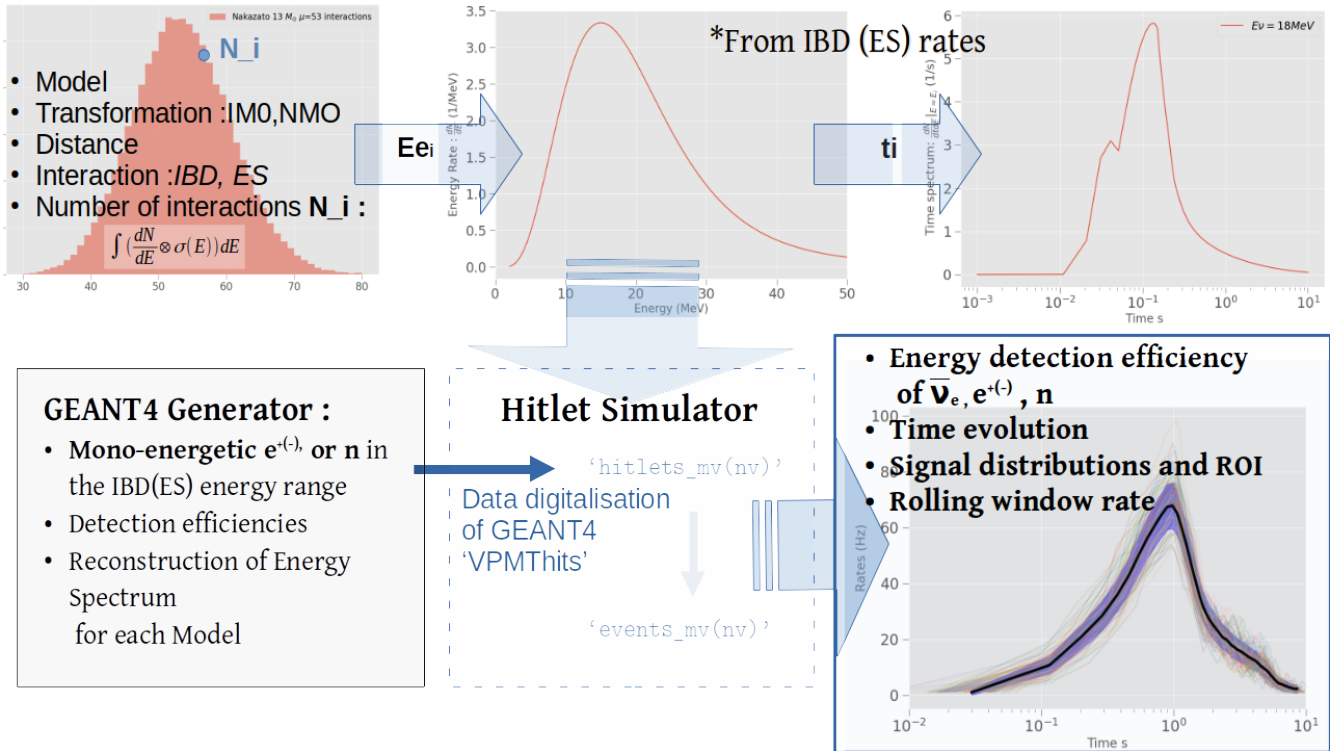 Nakazato 13 M⊙ μ=53 interactions
N_i
• Model
• Transformation :IM0,NMO
• Distance
• Interaction :IBD, ES
• Number of interactions N_i :
∫ (dN/dE ⊗ σ(E))dE
30 40 50 60 70 80
Ee_i
*From IBD (ES) rates
3.5
3.0
2.5
2.0
1.5
1.0
0.5
0.0
Energy Rate : dN/dE (1/MeV)
0 10 20 30 40 50
Energy (MeV)
ti
Eν = 18MeV
6
5
4
3
2
1
0
Time spectrum: dN/dtdE|E=Ei (1/s)
10⁻³ 10⁻² 10⁻¹ 10⁰ 10¹
Time s
GEANT4 Generator :
• Mono-energetic e⁺⁽⁻⁾, or n in
the IBD(ES) energy range
• Detection efficiencies
• Reconstruction of Energy
Spectrum
for each Model
Hitlet Simulator
‘hitlets_mv(nv)’
Data digitalisation
of GEANT4
‘VPMThits’
‘events_mv(nv)’
• Energy detection efficiency
of ν̅e, e⁺⁽⁻⁾ , n
• Time evolution
• Signal distributions and ROI
• Rolling window rate
100
60
40
20
0
Rates (Hz)
10⁻² 10⁻¹ 10⁰ 10¹
Time s